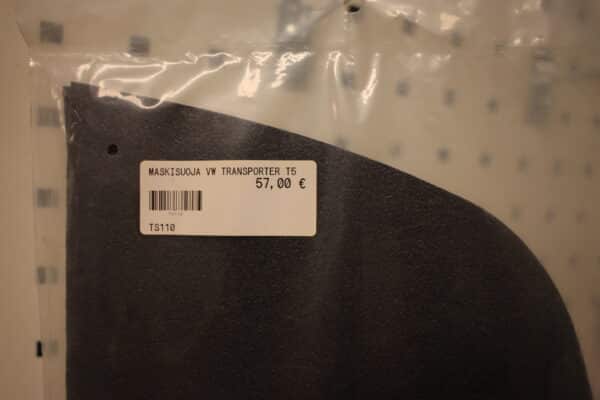 MASKISUOJA VW TRANSPORTER T5
57,00 €
TS110